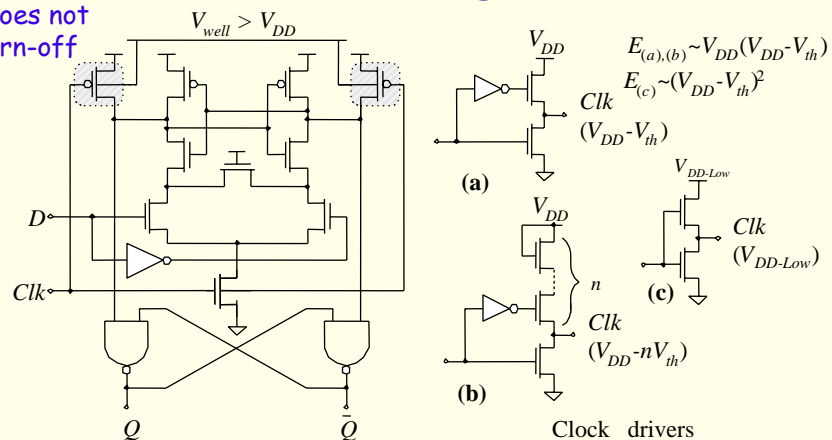 oes not
rn-off
V_well > V_DD
D
Clk
Q
Q̄
V_DD
Clk
(V_DD-V_th)
(a)
E_(a),(b)~V_DD(V_DD-V_th)
E_(c)~(V_DD-V_th)²
V_DD
n
Clk
(V_DD-nV_th)
(b)
V_DD-Low
Clk
(V_DD-Low)
(c)
Clock drivers